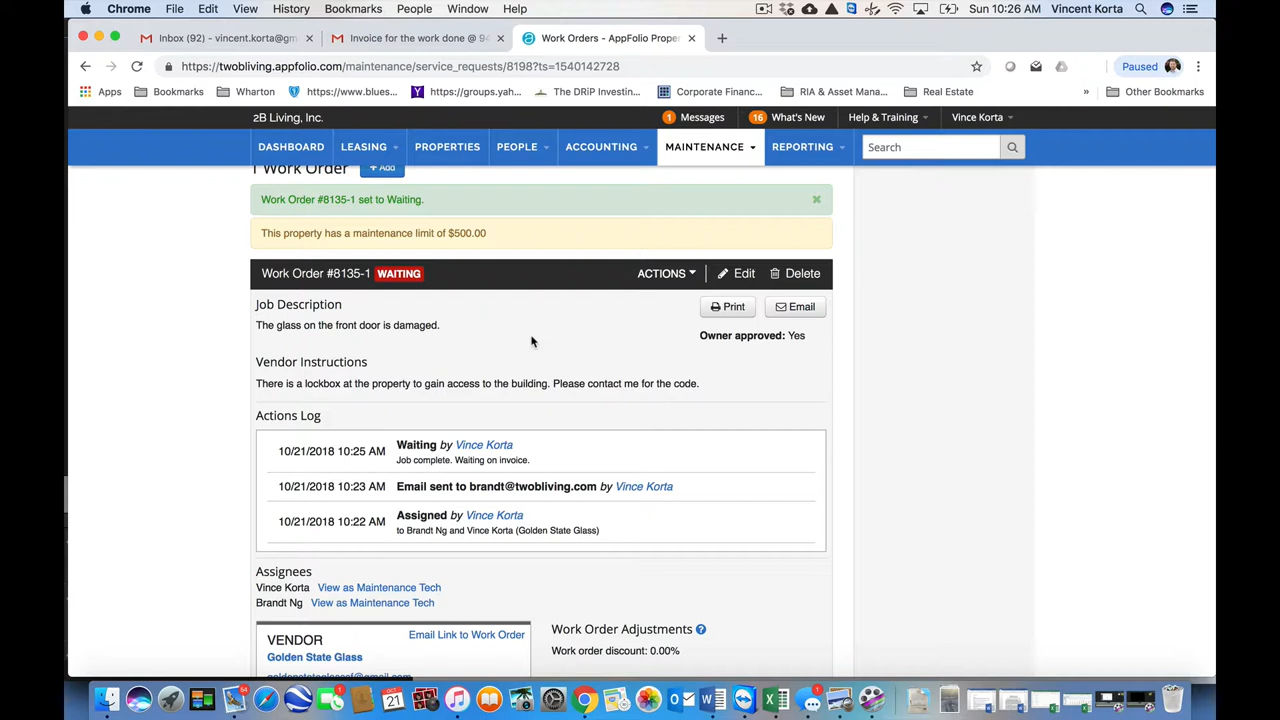 Chrome File Edit View History Bookmarks People Window Help Sun 10:26 AM Vincent Korta
Inbox (92) - vincent.korta@gm Invoice for the work done @ 94 Work Orders - AppFolio Proper
https://twobliving.appfolio.com/maintenance/service_requests/8198?ts=1540142728 Paused
Apps Bookmarks Wharton https://www.blues... https://groups.yah... The DRiP Investin... Corporate Financ... RIA & Asset Mana... Real Estate » Other Bookmarks
2B Living, Inc. 1 Messages 16 What's New Help & Training Vince Korta
DASHBOARD LEASING PROPERTIES PEOPLE ACCOUNTING MAINTENANCE REPORTING Search
1 Work Order + Add
Work Order #8135-1 set to Waiting. ×
This property has a maintenance limit of $500.00
Work Order #8135-1 WAITING ACTIONS Edit Delete
Job Description Print Email
The glass on the front door is damaged.
Owner approved: Yes
Vendor Instructions
There is a lockbox at the property to gain access to the building. Please contact me for the code.
Actions Log
10/21/2018 10:25 AM Waiting by Vince Korta
Job complete. Waiting on invoice.
10/21/2018 10:23 AM Email sent to brandt@twobliving.com by Vince Korta
10/21/2018 10:22 AM Assigned by Vince Korta
to Brandt Ng and Vince Korta (Golden State Glass)
Assignees
Vince Korta View as Maintenance Tech
Brandt Ng View as Maintenance Tech
VENDOR Email Link to Work Order Work Order Adjustments ?
Golden State Glass Work order discount: 0.00%